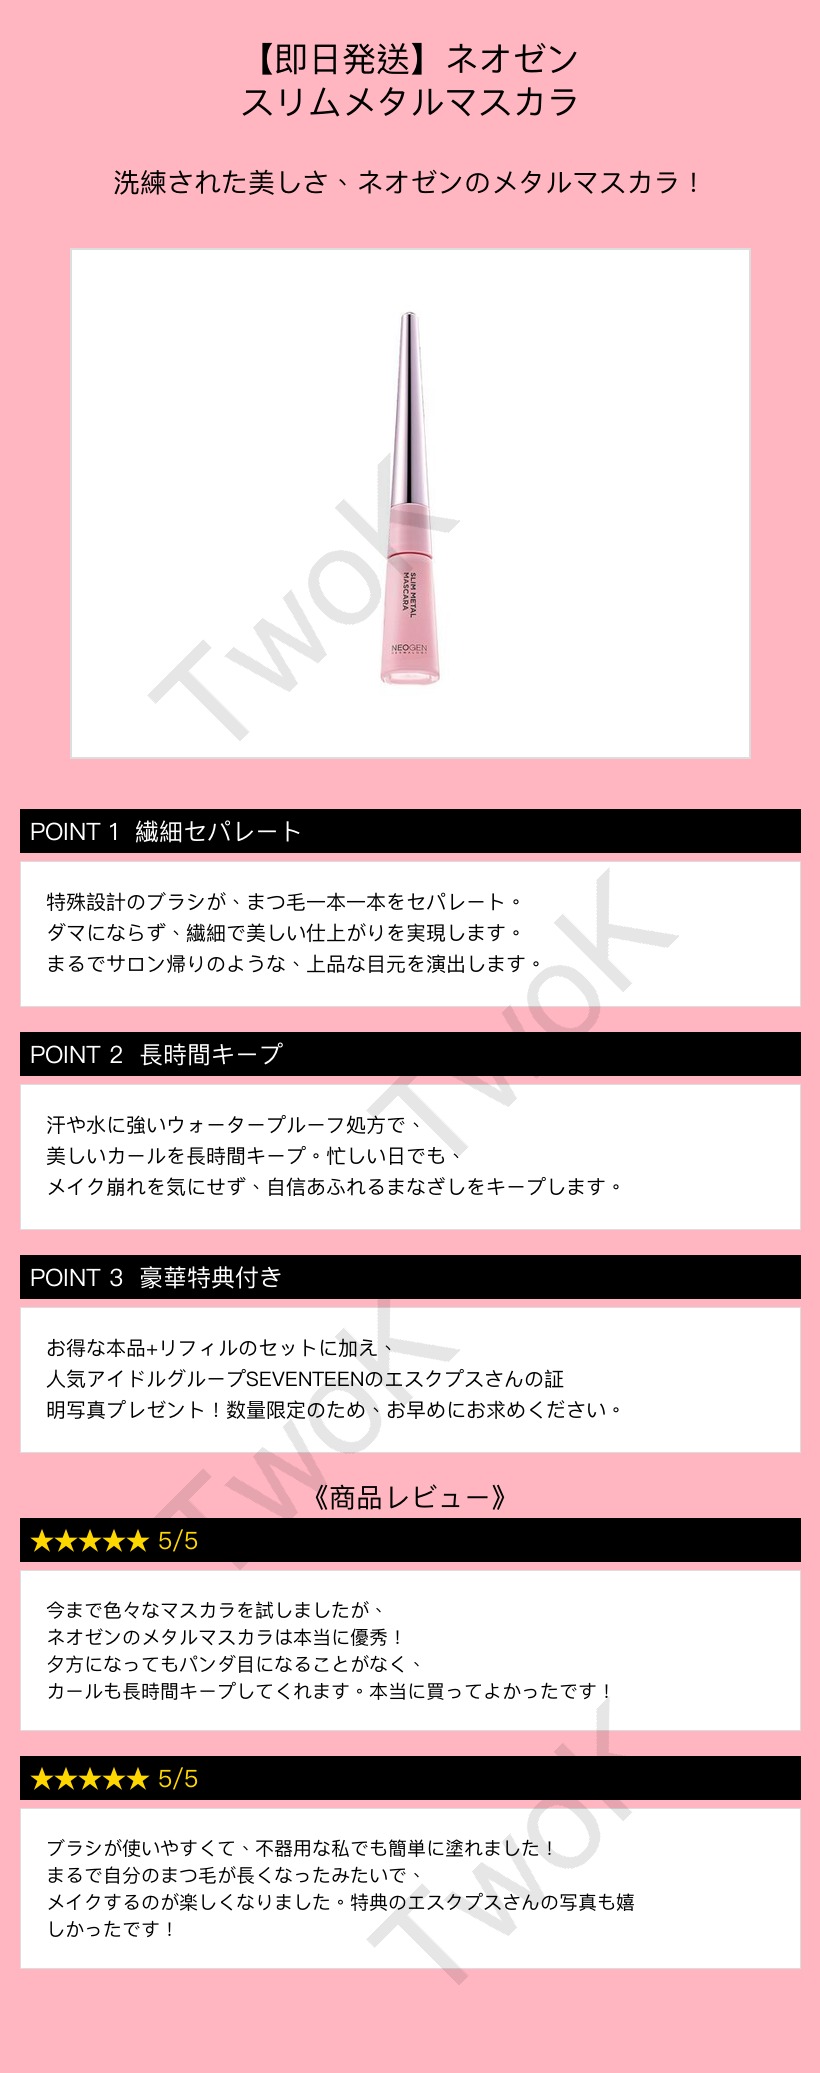 【即日発送】ネオゼン
スリムメタルマスカラ
洗練された美しさ、ネオゼンのメタルマスカラ！
SLIM METAL
MASCARA
NEOGEN
TwoK
POINT 1 繊細セパレート
特殊設計のブラシが、まつ毛一本一本をセパレート。
ダマにならず、繊細で美しい仕上がりを実現します。
まるでサロン帰りのような、上品な目元を演出します。
TwoK
POINT 2 長時間キープ
汗や水に強いウォータープルーフ処方で、
美しいカールを長時間キープ。忙しい日でも、
メイク崩れを気にせず、自信あふれるまなざしをキープします。
POINT 3 豪華特典付き
お得な本品+リフィルのセットに加え、
人気アイドルグループSEVENTEENのエスクプスさんの証
明写真プレゼント！数量限定のため、お早めにお求めください。
TwoK
《商品レビュー》
★★★★★ 5/5
今まで色々なマスカラを試しましたが、
ネオゼンのメタルマスカラは本当に優秀！
夕方になってもパンダ目になることがなく、
カールも長時間キープしてくれます。本当に買ってよかったです！
★★★★★ 5/5
ブラシが使いやすくて、不器用な私でも簡単に塗れました！
まるで自分のまつ毛が長くなったみたいで、
メイクするのが楽しくなりました。特典のエスクプスさんの写真も嬉
しかったです！
TwoK